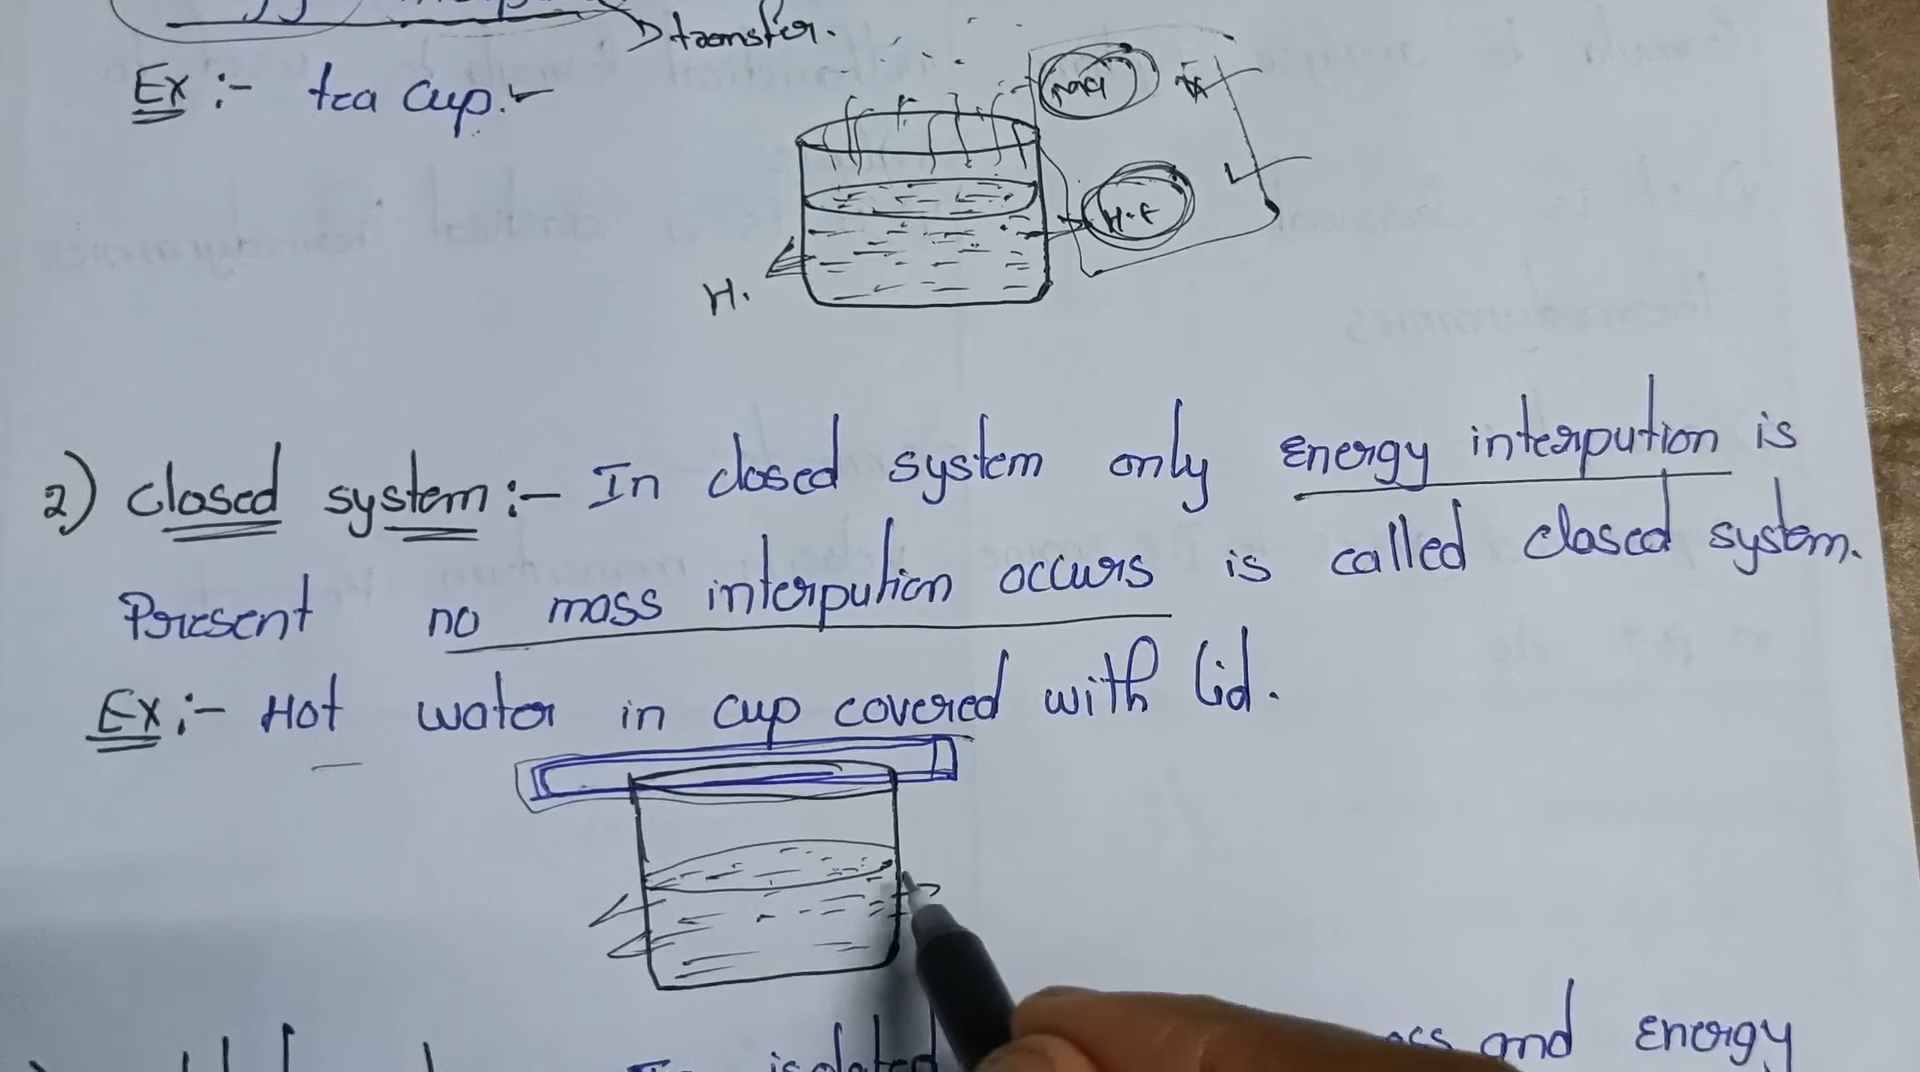 transfer.
Ex :- tea cup.
H.E
H.
2) closed system :- In closed system only energy interpution is
Present no mass interpution occurs is called closed system.
Ex :- Hot water in cup covered with lid.
isolated and energy